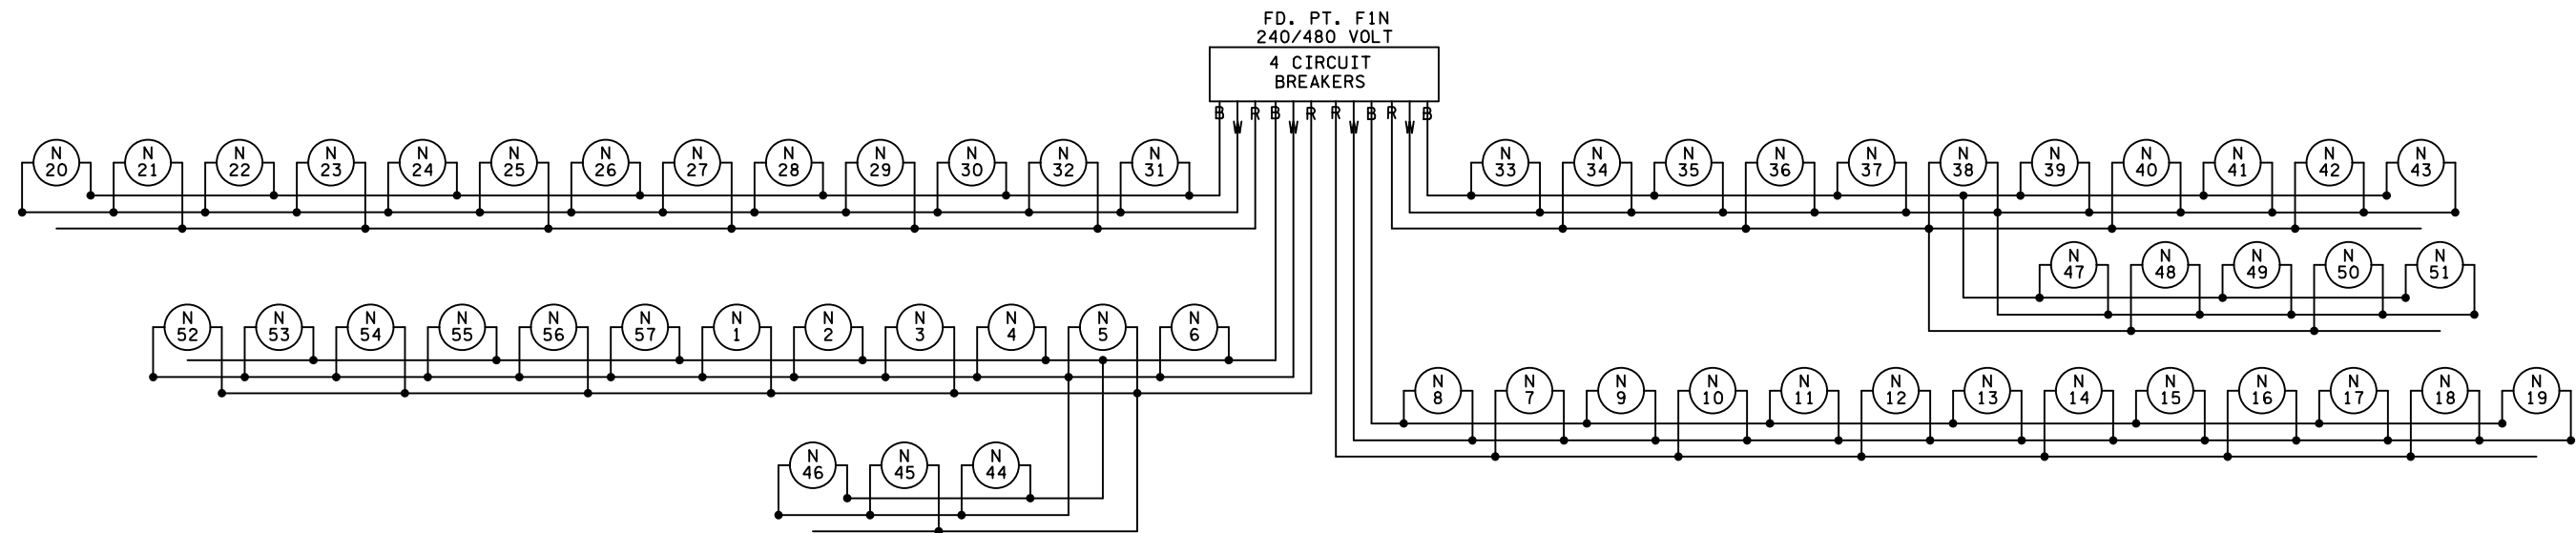 FD. PT. F1N
240/480 VOLT
4 CIRCUIT
BREAKERS
B W R B W R R W B R W B
N 20
N 21
N 22
N 23
N 24
N 25
N 26
N 27
N 28
N 29
N 30
N 32
N 31
N 33
N 34
N 35
N 36
N 37
N 38
N 39
N 40
N 41
N 42
N 43
N 47
N 48
N 49
N 50
N 51
N 52
N 53
N 54
N 55
N 56
N 57
N 1
N 2
N 3
N 4
N 5
N 6
N 8
N 7
N 9
N 10
N 11
N 12
N 13
N 14
N 15
N 16
N 17
N 18
N 19
N 46
N 45
N 44